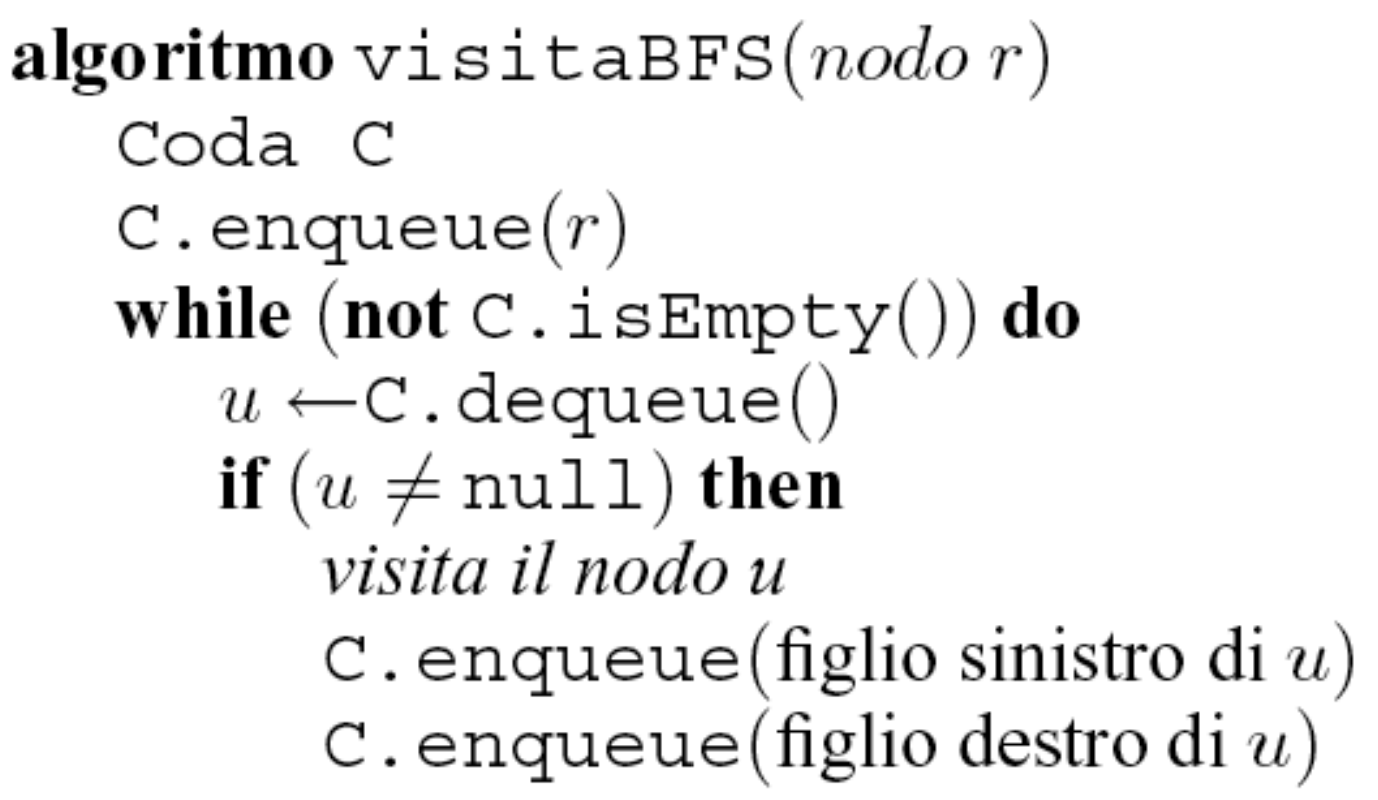 algoritmo visitaBFS(nodo r)
Coda C
C.enqueue(r)
while (not C.isEmpty()) do
u ←C.dequeue()
if (u ≠ null) then
visita il nodo u
C.enqueue(figlio sinistro di u)
C.enqueue(figlio destro di u)